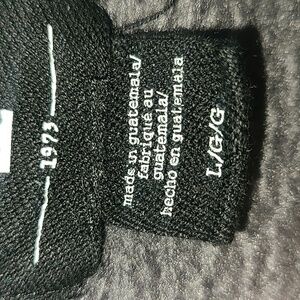 1973
made in guatemala/
fabriqué au
guatemala/
hecho en guatemala
L/G/G